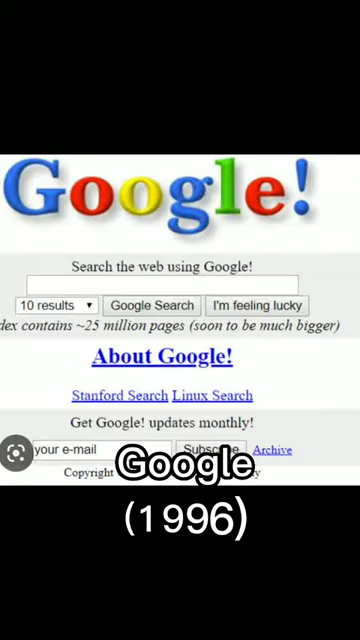 Google!
Search the web using Google!
10 results Google Search I'm feeling lucky
dex contains ~25 million pages (soon to be much bigger)
About Google!
Stanford Search Linux Search
Get Google! updates monthly!
your e-mail Subscribe Archive
Google
Copyright
(1996)